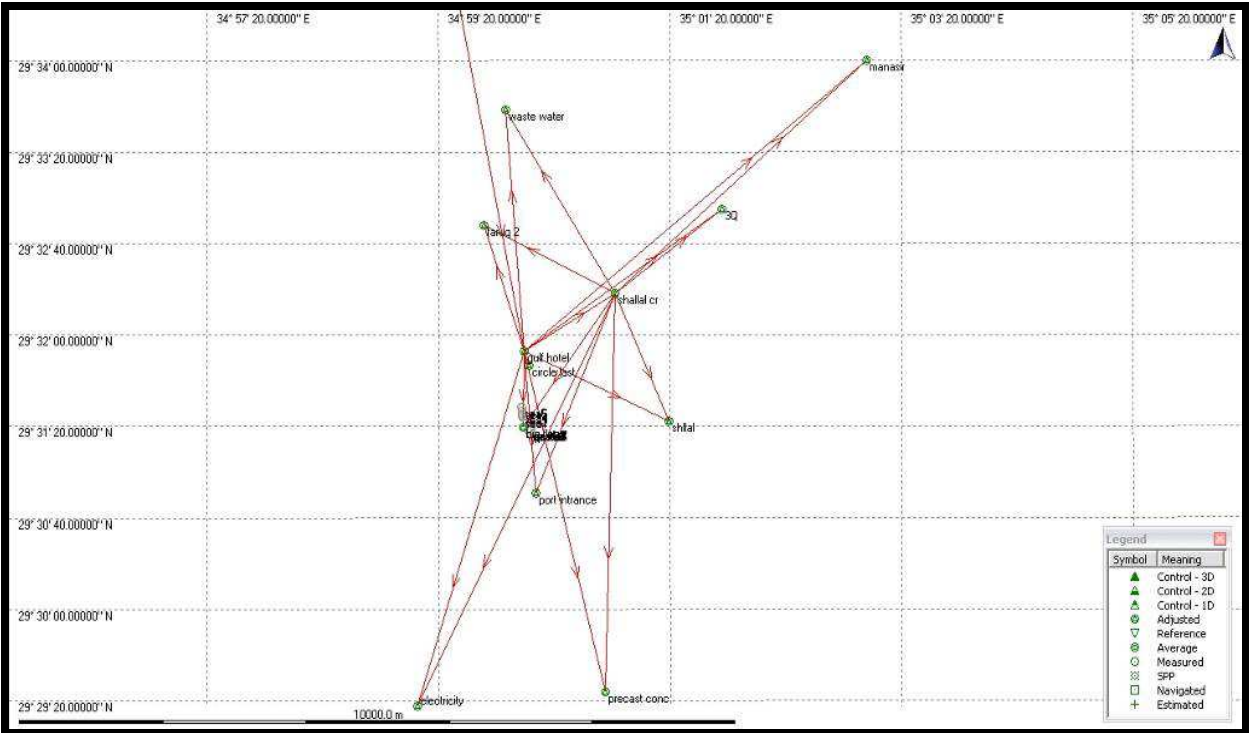 34° 57' 20.00000" E
34° 59' 20.00000" E
35° 01' 20.00000" E
35° 03' 20.00000" E
35° 05' 20.00000" E
29° 34' 00.00000" N
manasir
waste water
29° 33' 20.00000" N
3Q
29° 32' 40.00000" N
shallal cr
29° 32' 00.00000" N
gulf hotel
circle last
29° 31' 20.00000" N
shlal
port intrance
29° 30' 40.00000" N
29° 30' 00.00000" N
precast conc
electricity
29° 29' 20.00000" N
10000.0 m
Legend
Symbol Meaning
Control - 3D
Control - 2D
Control - 1D
Adjusted
Reference
Average
Measured
SPP
Navigated
Estimated